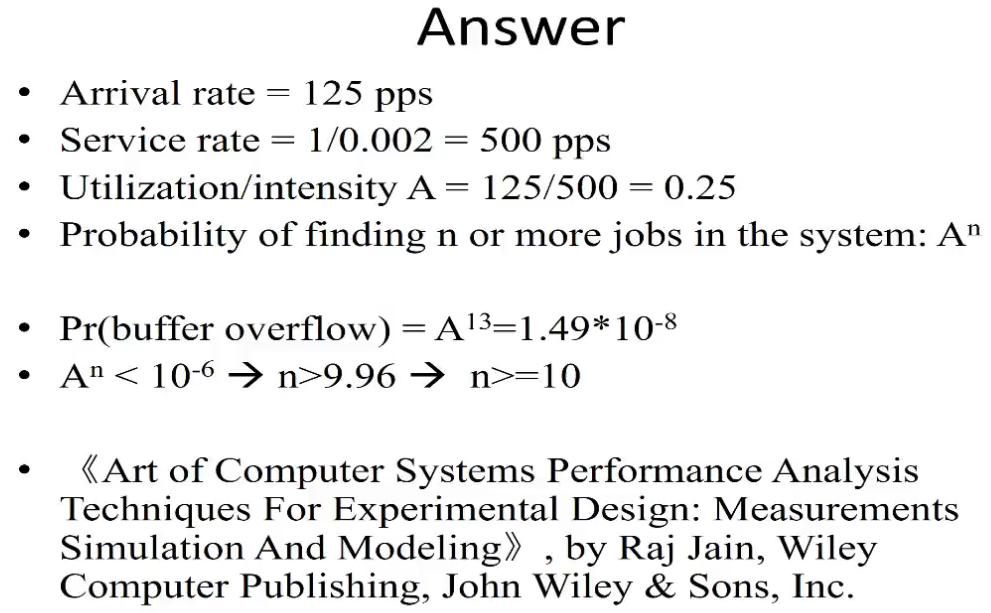 Answer
• Arrival rate = 125 pps
• Service rate = 1/0.002 = 500 pps
• Utilization/intensity A = 125/500 = 0.25
• Probability of finding n or more jobs in the system: Aⁿ
• Pr(buffer overflow) = A¹³=1.49*10⁻⁸
• Aⁿ < 10⁻⁶ → n>9.96 → n>=10
• 《Art of Computer Systems Performance Analysis
Techniques For Experimental Design: Measurements
Simulation And Modeling》, by Raj Jain, Wiley
Computer Publishing, John Wiley & Sons, Inc.